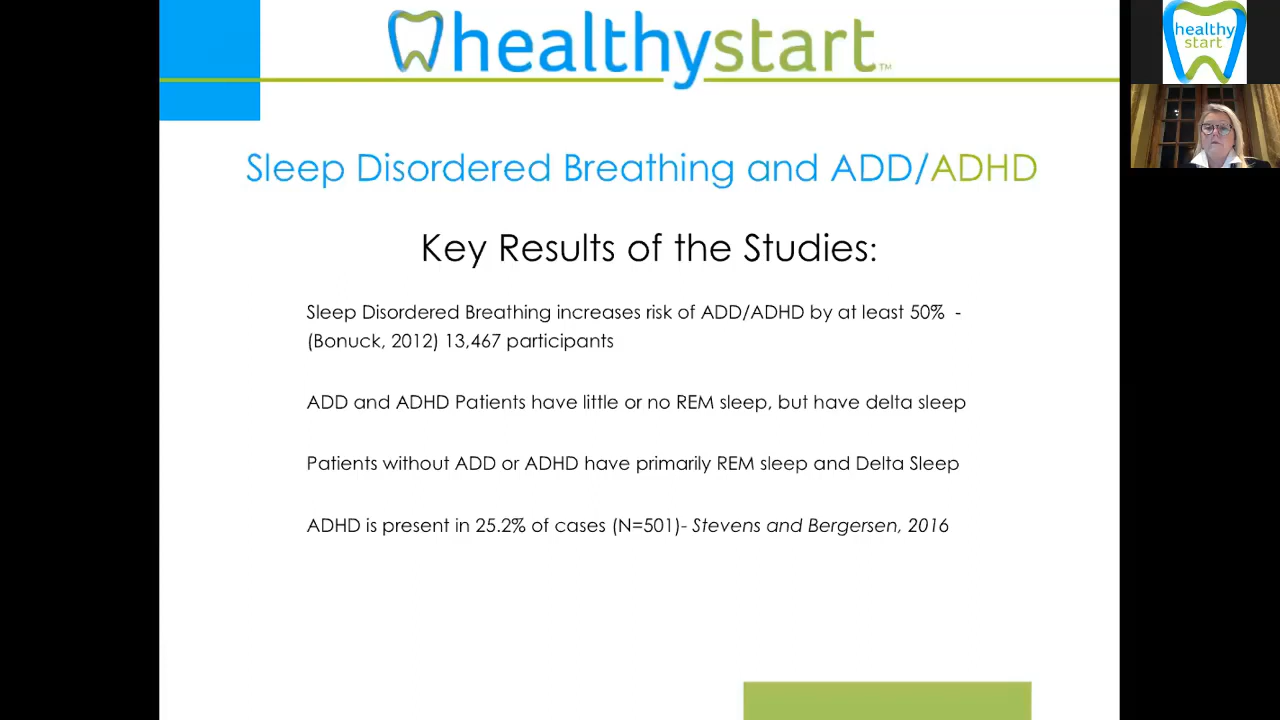 healthystart™
healthy
start
Sleep Disordered Breathing and ADD/ADHD
Key Results of the Studies:
Sleep Disordered Breathing increases risk of ADD/ADHD by at least 50% -
(Bonuck, 2012) 13,467 participants
ADD and ADHD Patients have little or no REM sleep, but have delta sleep
Patients without ADD or ADHD have primarily REM sleep and Delta Sleep
ADHD is present in 25.2% of cases (N=501)- Stevens and Bergersen, 2016